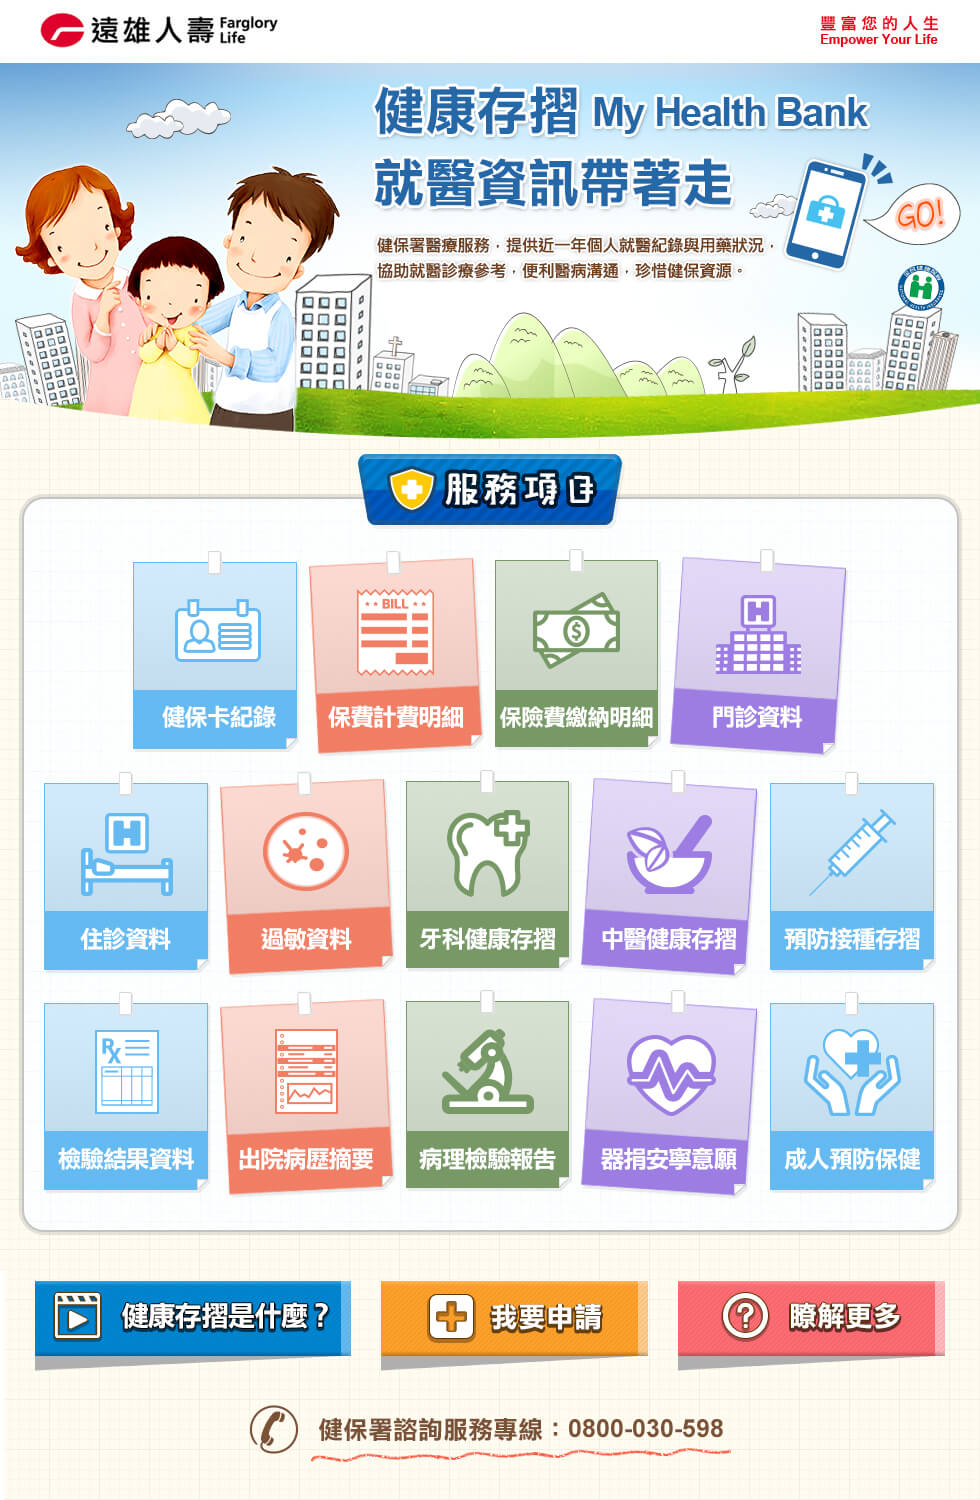 遠雄人壽 Farglory Life
豐富您的人生
Empower Your Life
健康存摺 My Health Bank
就醫資訊帶著走
GO!
健保署醫療服務，提供近一年個人就醫紀錄與用藥狀況，
協助就醫診療參考，便利醫病溝通，珍惜健保資源。
服務項目
BILL
$
H
健保卡紀錄
保費計費明細
保險費繳納明細
門診資料
H
住診資料
過敏資料
牙科健康存摺
中醫健康存摺
預防接種存摺
Rx
檢驗結果資料
出院病歷摘要
病理檢驗報告
器捐安寧意願
成人預防保健
健康存摺是什麼？
我要申請
?
瞭解更多
健保署諮詢服務專線：0800-030-598